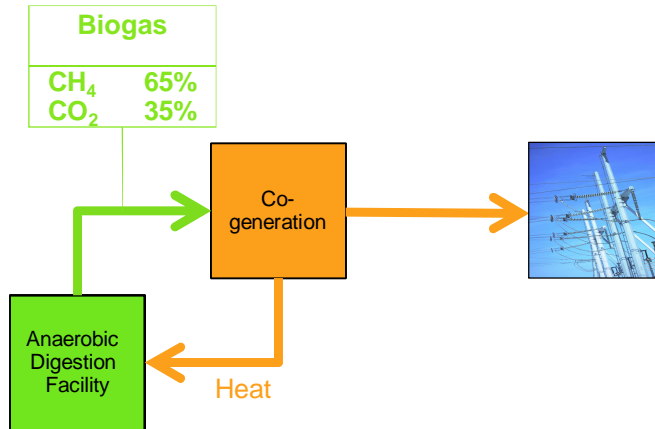 Biogas
CH₄ 65%
CO₂ 35%
Co-
generation
Anaerobic
Digestion
Facility
Heat